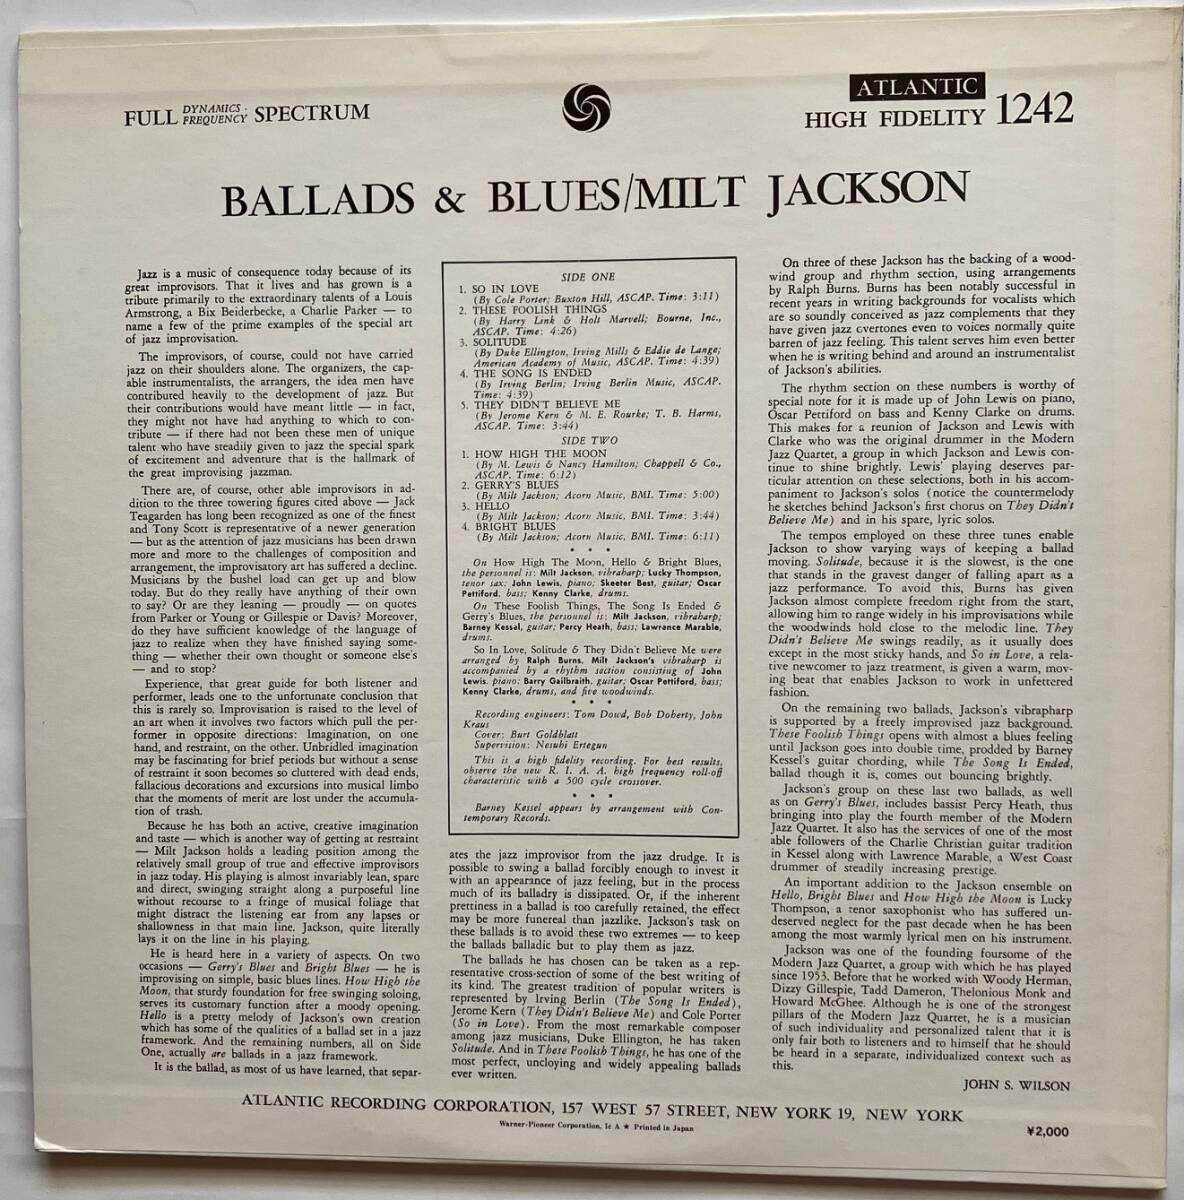 FULL DYNAMICS · FREQUENCY SPECTRUM
ATLANTIC
HIGH FIDELITY 1242
BALLADS & BLUES/MILT JACKSON
Jazz is a music of consequence today because of its
great improvisors. That it lives and has grown is a
tribute primarily to the extraordinary talents of a Louis
Armstrong, a Bix Beiderbecke, a Charlie Parker — to
name a few of the prime examples of the special art
of jazz improvisation.
The improvisors, of course, could not have carried
jazz on their shoulders alone. The organizers, the cap-
able instrumentalists, the arrangers, the idea men have
contributed heavily to the development of jazz. But
their contributions would have meant little — in fact,
they might not have had anything to which to con-
tribute — if there had not been these men of unique
talent who have steadily given to jazz the special spark
of excitement and adventure that is the hallmark of
the great improvising jazzman.
There are, of course, other able improvisors in ad-
dition to the three towering figures cited above — Jack
Teagarden has long been recognized as one of the finest
and Tony Scott is representative of a newer generation
— but as the attention of jazz musicians has been drawn
more and more to the challenges of composition and
arrangement, the improvisatory art has suffered a decline.
Musicians by the bushel load can get up and blow
today. But do they really have anything of their own
to say? Or are they leaning — proudly — on quotes
from Parker or Young or Gillespie or Davis? Moreover,
do they have sufficient knowledge of the language of
jazz to realize when they have finished saying some-
thing — whether their own thought or someone else's
— and to stop?
Experience, that great guide for both listener and
performer, leads one to the unfortunate conclusion that
this is rarely so. Improvisation is raised to the level of
an art when it involves two factors which pull the per-
former in opposite directions: Imagination, on one
hand, and restraint, on the other. Unbridled imagination
may be fascinating for brief periods but without a sense
of restraint it soon becomes so cluttered with dead ends,
fallacious decorations and excursions into musical limbo
that the moments of merit are lost under the accumula-
tion of trash.
Because he has both an active, creative imagination
and taste — which is another way of getting at restraint
— Milt Jackson holds a leading position among the
relatively small group of true and effective improvisors
in jazz today. His playing is almost invariably lean, spare
and direct, swinging straight along a purposeful line
without recourse to a fringe of musical foliage that
might distract the listening ear from any lapses or
shallowness in that main line. Jackson, quite literally
lays it on the line in his playing.
He is heard here in a variety of aspects. On two
occasions — Gerry's Blues and Bright Blues — he is
improvising on simple, basic blues lines. How High the
Moon, that sturdy foundation for free swinging soloing,
serves its customary function after a moody opening.
Hello is a pretty melody of Jackson's own creation
which has some of the qualities of a ballad set in a jazz
framework. And the remaining numbers, all on Side
One, actually are ballads in a jazz framework.
It is the ballad, as most of us have learned, that separ-
SIDE ONE
1. SO IN LOVE
(By Cole Porter; Buxton Hill, ASCAP. Time: 3:11)
2. THESE FOOLISH THINGS
(By Harry Link & Holt Marvell; Bourne, Inc.,
ASCAP. Time: 4:26)
3. SOLITUDE
(By Duke Ellington, Irving Mills & Eddie de Lange;
American Academy of Music, ASCAP. Time: 4:39)
4. THE SONG IS ENDED
(By Irving Berlin; Irving Berlin Music, ASCAP.
Time: 4:39)
5. THEY DIDN'T BELIEVE ME
(By Jerome Kern & M. E. Rourke; T. B. Harms,
ASCAP. Time: 3:44)
SIDE TWO
1. HOW HIGH THE MOON
(By M. Lewis & Nancy Hamilton; Chappell & Co.,
ASCAP. Time: 6:12)
2. GERRY'S BLUES
(By Milt Jackson; Acorn Music, BMI. Time: 5:00)
3. HELLO
(By Milt Jackson; Acorn Music, BMI. Time: 3:44)
4. BRIGHT BLUES
(By Milt Jackson; Acorn Music, BMI. Time: 6:11)
• • •
On How High The Moon, Hello & Bright Blues,
the personnel is: Milt Jackson, vibraharp; Lucky Thompson,
tenor sax; John Lewis, piano; Skeeter Best, guitar; Oscar
Pettiford, bass; Kenny Clarke, drums.
On These Foolish Things, The Song Is Ended &
Gerry's Blues, the personnel is: Milt Jackson, vibraharp;
Barney Kessel, guitar; Percy Heath, bass; Lawrence Marable,
drums.
So In Love, Solitude & They Didn't Believe Me were
arranged by Ralph Burns. Milt Jackson's vibraharp is
accompanied by a rhythm section consisting of John
Lewis, piano; Barry Gailbraith, guitar; Oscar Pettiford, bass;
Kenny Clarke, drums, and five woodwinds.
• • •
Recording engineers: Tom Dowd, Bob Doherty, John
Kraus
Cover: Burt Goldblatt
Supervision: Nesuhi Ertegun
This is a high fidelity recording. For best results,
observe the new R. I. A. A. high frequency roll-off
characteristic with a 500 cycle crossover.
• • •
Barney Kessel appears by arrangement with Con-
temporary Records.
ates the jazz improvisor from the jazz drudge. It is
possible to swing a ballad forcibly enough to invest it
with an appearance of jazz feeling, but in the process
much of its balladry is dissipated. Or, if the inherent
prettiness in a ballad is too carefully retained, the effect
may be more funereal than jazzlike. Jackson's task on
these ballads is to avoid these two extremes — to keep
the ballads balladic but to play them as jazz.
The ballads he has chosen can be taken as a rep-
resentative cross-section of some of the best writing of
its kind. The greatest tradition of popular writers is
represented by Irving Berlin (The Song Is Ended),
Jerome Kern (They Didn't Believe Me) and Cole Porter
(So in Love). From the most remarkable composer
among jazz musicians, Duke Ellington, he has taken
Solitude. And in These Foolish Things, he has one of the
most perfect, uncloying and widely appealing ballads
ever written.
On three of these Jackson has the backing of a wood-
wind group and rhythm section, using arrangements
by Ralph Burns. Burns has been notably successful in
recent years in writing backgrounds for vocalists which
are so soundly conceived as jazz complements that they
have given jazz overtones even to voices normally quite
barren of jazz feeling. This talent serves him even better
when he is writing behind and around an instrumentalist
of Jackson's abilities.
The rhythm section on these numbers is worthy of
special note for it is made up of John Lewis on piano,
Oscar Pettiford on bass and Kenny Clarke on drums.
This makes for a reunion of Jackson and Lewis with
Clarke who was the original drummer in the Modern
Jazz Quartet, a group in which Jackson and Lewis con-
tinue to shine brightly. Lewis' playing deserves par-
ticular attention on these selections, both in his accom-
paniment to Jackson's solos (notice the countermelody
he sketches behind Jackson's first chorus on They Didn't
Believe Me) and in his spare, lyric solos.
The tempos employed on these three tunes enable
Jackson to show varying ways of keeping a ballad
moving. Solitude, because it is the slowest, is the one
that stands in the gravest danger of falling apart as a
jazz performance. To avoid this, Burns has given
Jackson almost complete freedom right from the start,
allowing him to range widely in his improvisations while
the woodwinds hold close to the melodic line. They
Didn't Believe Me swings readily, as it usually does
except in the most sticky hands, and So in Love, a rela-
tive newcomer to jazz treatment, is given a warm, mov-
ing beat that enables Jackson to work in unfettered
fashion.
On the remaining two ballads, Jackson's vibrapharp
is supported by a freely improvised jazz background.
These Foolish Things opens with almost a blues feeling
until Jackson goes into double time, prodded by Barney
Kessel's guitar chording, while The Song Is Ended,
ballad though it is, comes out bouncing brightly.
Jackson's group on these last two ballads, as well
as on Gerry's Blues, includes bassist Percy Heath, thus
bringing into play the fourth member of the Modern
Jazz Quartet. It also has the services of one of the most
able followers of the Charlie Christian guitar tradition
in Kessel along with Lawrence Marable, a West Coast
drummer of steadily increasing prestige.
An important addition to the Jackson ensemble on
Hello, Bright Blues and How High the Moon is Lucky
Thompson, a tenor saxophonist who has suffered un-
deserved neglect for the past decade when he has been
among the most warmly lyrical men on his instrument.
Jackson was one of the founding foursome of the
Modern Jazz Quartet, a group with which he has played
since 1953. Before that he worked with Woody Herman,
Dizzy Gillespie, Tadd Dameron, Thelonious Monk and
Howard McGhee. Although he is one of the strongest
pillars of the Modern Jazz Quartet, he is a musician
of such individuality and personalized talent that it is
only fair both to listeners and to himself that he should
be heard in a separate, individualized context such as
this.
JOHN S. WILSON
ATLANTIC RECORDING CORPORATION, 157 WEST 57 STREET, NEW YORK 19, NEW YORK
Warner-Pioneer Corporation, Ie A ★ Printed in Japan
¥2,000